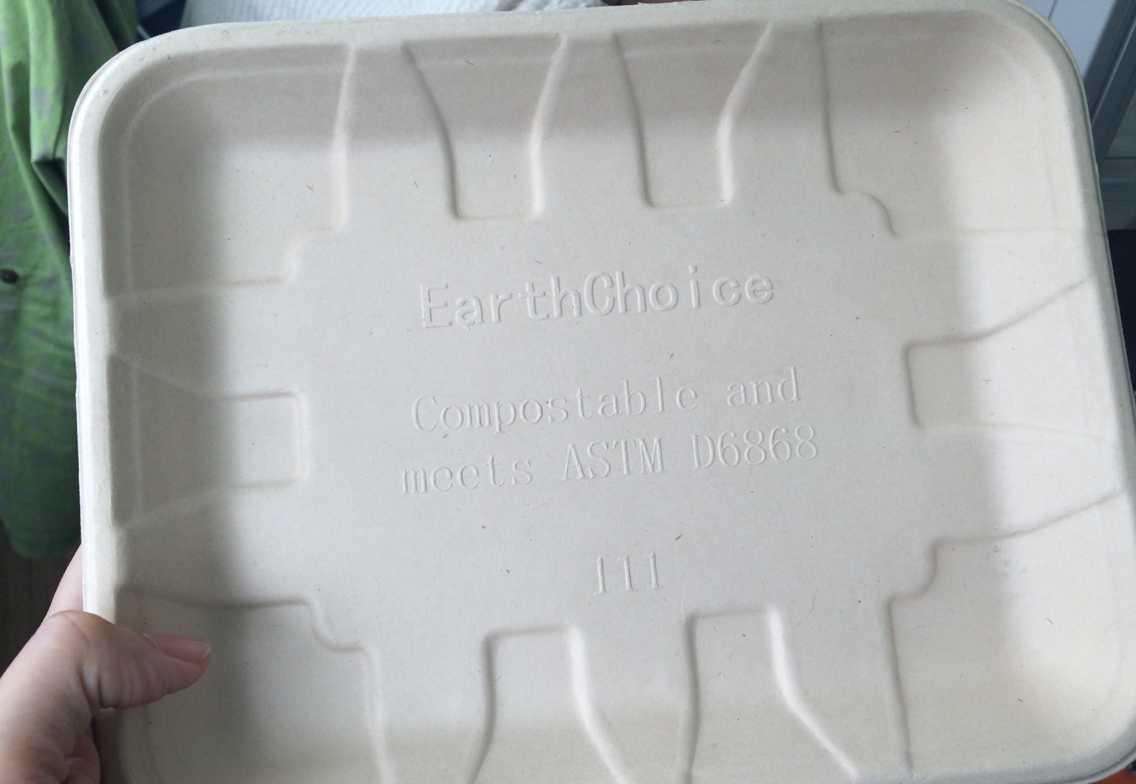 EarthChoice
Compostable and
meets ASTM D6868
111